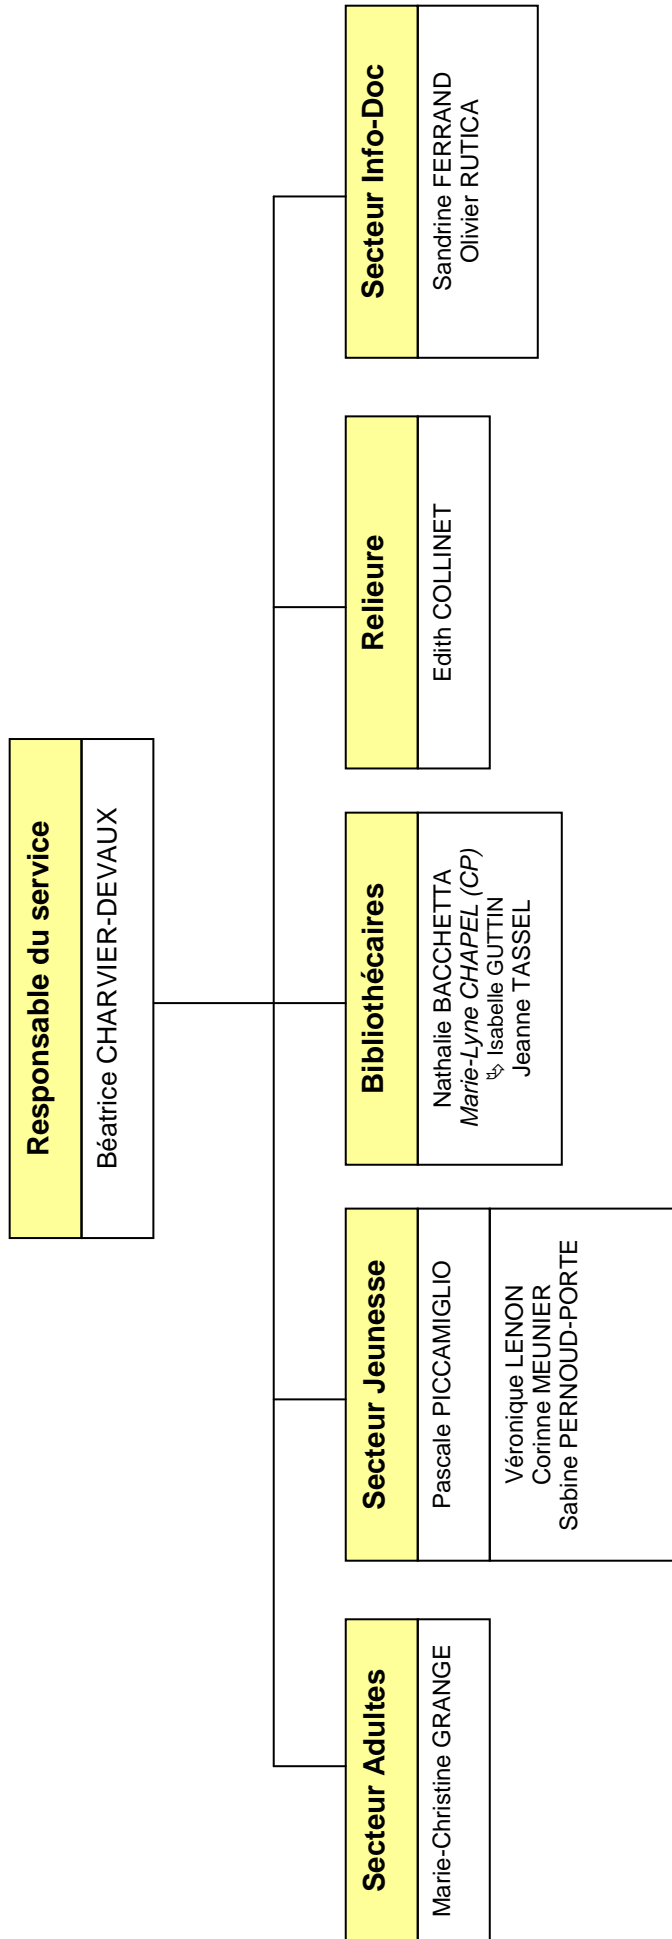 Responsable du service
Béatrice CHARVIER-DEVAUX
Secteur Adultes
Marie-Christine GRANGE
Secteur Jeunesse
Pascale PICCAMIGLIO
Véronique LENON
Corinne MEUNIER
Sabine PERNOUD-PORTE
Bibliothécaires
Nathalie BACCHETTA
Marie-Lyne CHAPEL (CP)
Isabelle GUTTIN
Jeanne TASSEL
Relieure
Edith COLLINET
Secteur Info-Doc
Sandrine FERRAND
Olivier RUTICA